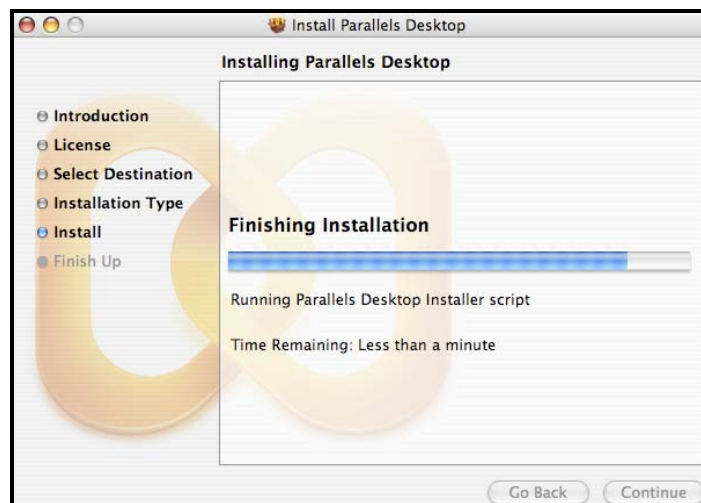 Install Parallels Desktop
Installing Parallels Desktop
Introduction
License
Select Destination
Installation Type
Install
Finish Up
Finishing Installation
Running Parallels Desktop Installer script
Time Remaining: Less than a minute
Go Back
Continue